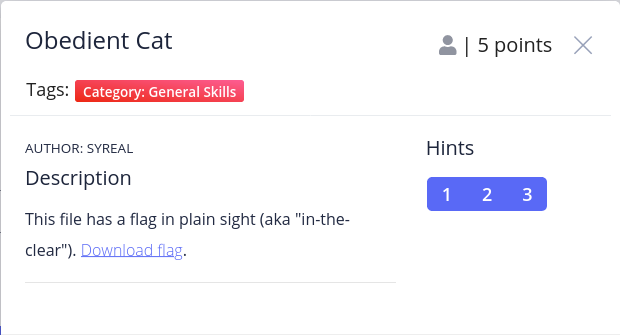 Obedient Cat
| 5 points
Tags: Category: General Skills
AUTHOR: SYREAL
Description
This file has a flag in plain sight (aka "in-the-
clear"). Download flag.
Hints
1 2 3